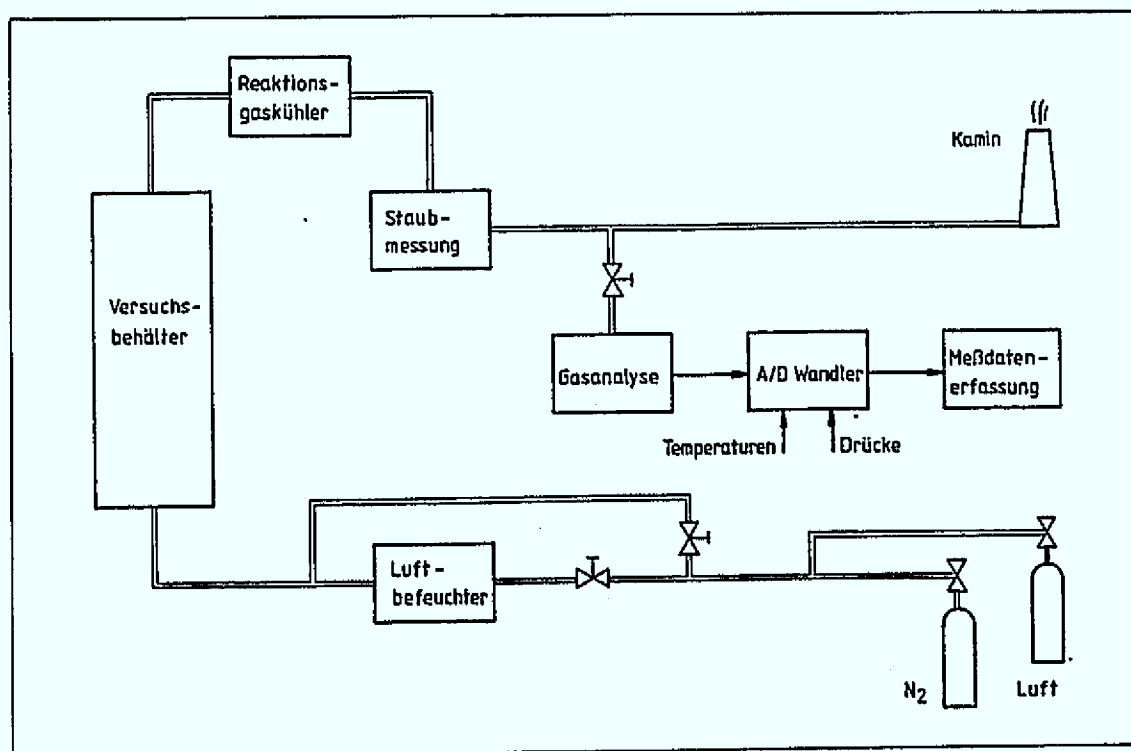 Reaktions-
gaskühler
Kamin
Staub-
messung
Versuchs-
behälter
Gasanalyse
A/D Wandler
Meßdaten-
erfassung
Temperaturen
Drücke
Luft-
befeuchter
N2
Luft